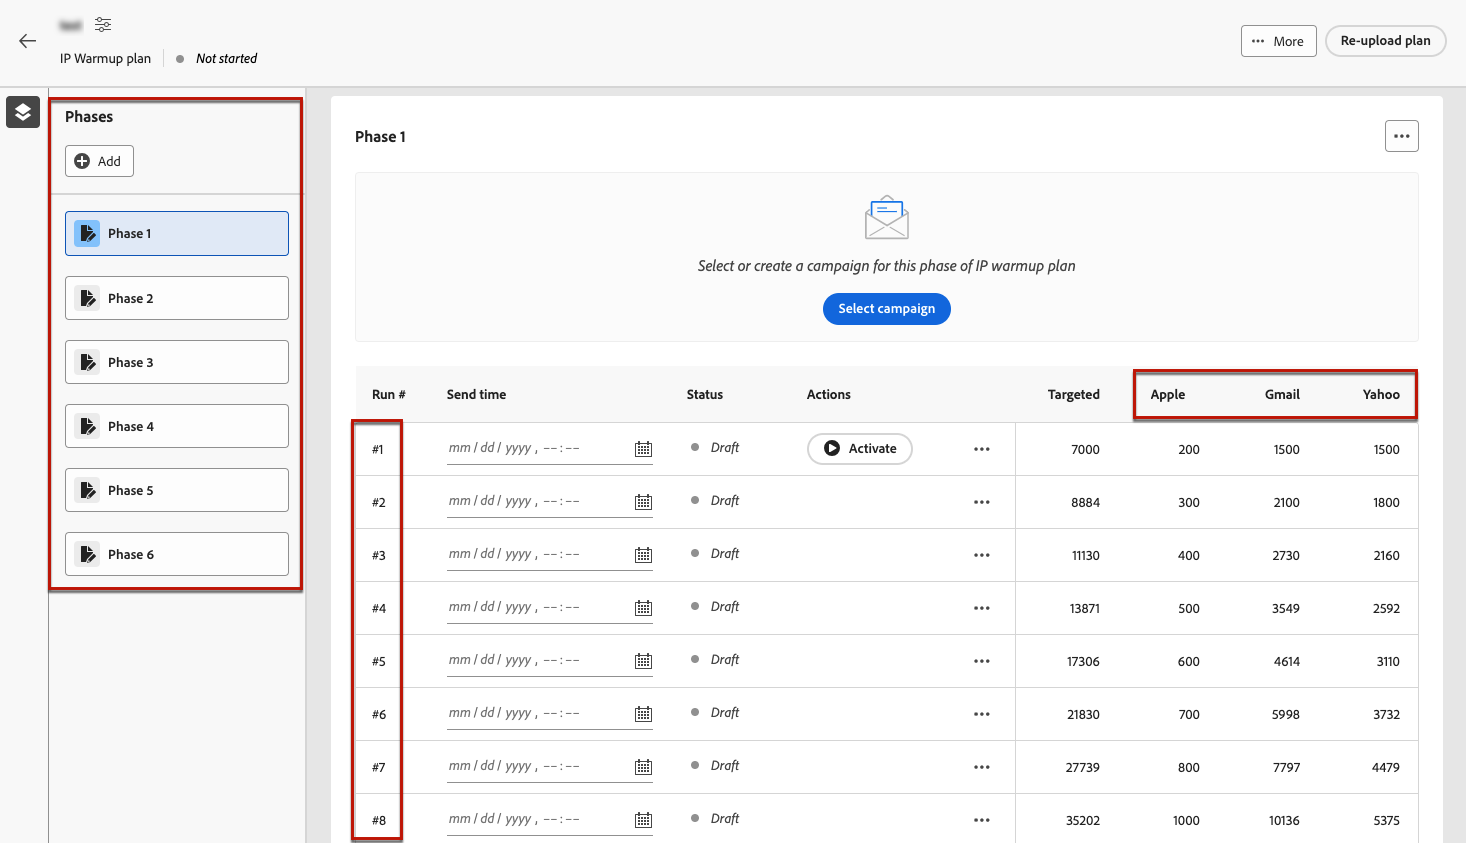 IP Warmup plan
Not started
More
Re-upload plan
Phases
Add
Phase 1
Phase 2
Phase 3
Phase 4
Phase 5
Phase 6
Phase 1
Select or create a campaign for this phase of IP warmup plan
Select campaign
Run # Send time Status Actions Targeted Apple Gmail Yahoo
#1 mm / dd / yyyy , −− : −− Draft Activate 7000 200 1500 1500
#2 mm / dd / yyyy , −− : −− Draft 8884 300 2100 1800
#3 mm / dd / yyyy , −− : −− Draft 11130 400 2730 2160
#4 mm / dd / yyyy , −− : −− Draft 13871 500 3549 2592
#5 mm / dd / yyyy , −− : −− Draft 17306 600 4614 3110
#6 mm / dd / yyyy , −− : −− Draft 21830 700 5998 3732
#7 mm / dd / yyyy , −− : −− Draft 27739 800 7797 4479
#8 mm / dd / yyyy , −− : −− Draft 35202 1000 10136 5375